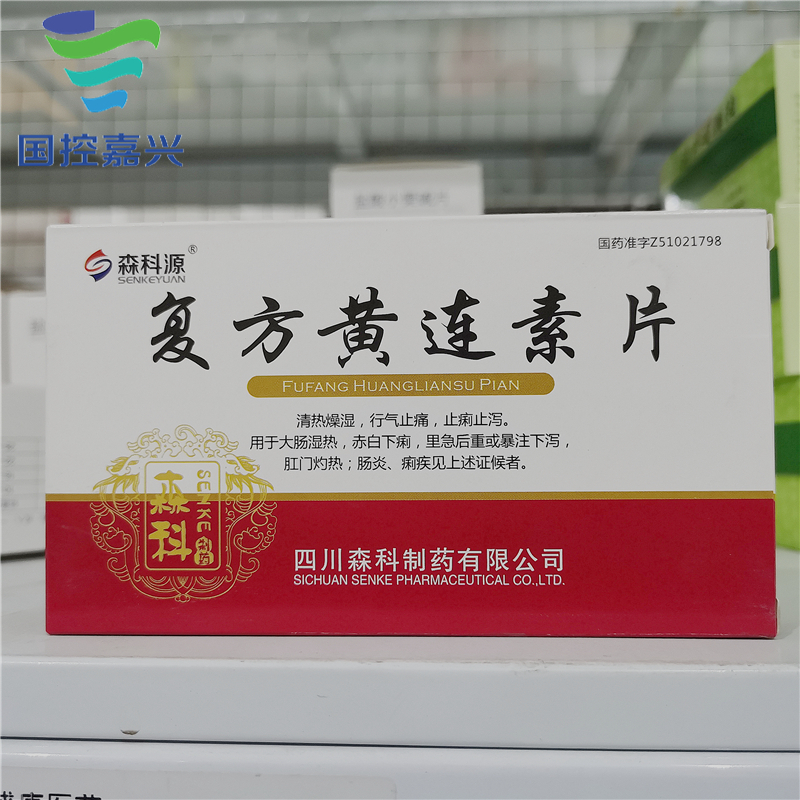 国控嘉兴
森科源®
SENKEYUAN
国药准字Z51021798
复方黄连素片
FUFANG HUANGLIANSU PIAN
清热燥湿，行气止痛，止痢止泻。
用于大肠湿热，赤白下痢，里急后重或暴注下泻，
肛门灼热；肠炎、痢疾见上述证候者。
森科
SENKE
制药
四川森科制药有限公司
SICHUAN SENKE PHARMACEUTICAL CO.,LTD.